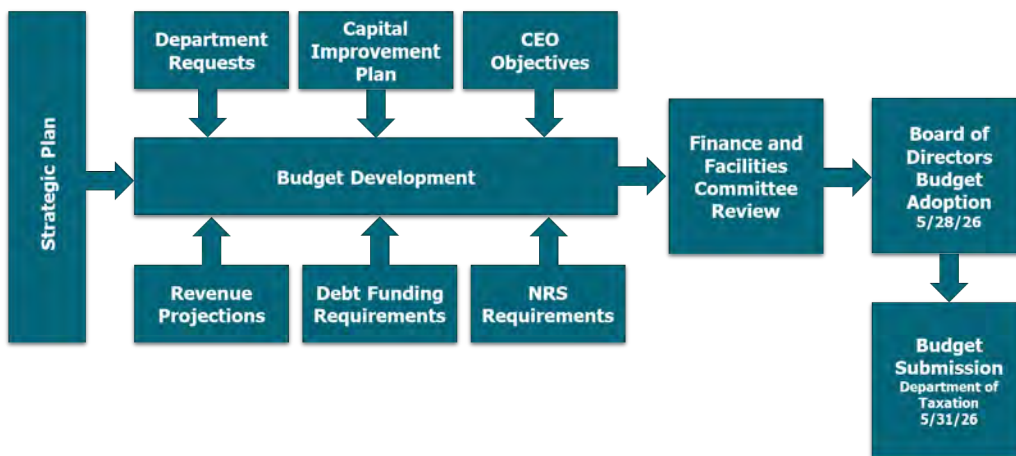 Strategic Plan
Department
Requests
Capital
Improvement
Plan
CEO
Objectives
Budget Development
Revenue
Projections
Debt Funding
Requirements
NRS
Requirements
Finance and
Facilities
Committee
Review
Board of
Directors
Budget
Adoption
5/28/26
Budget
Submission
Department of
Taxation
5/31/26